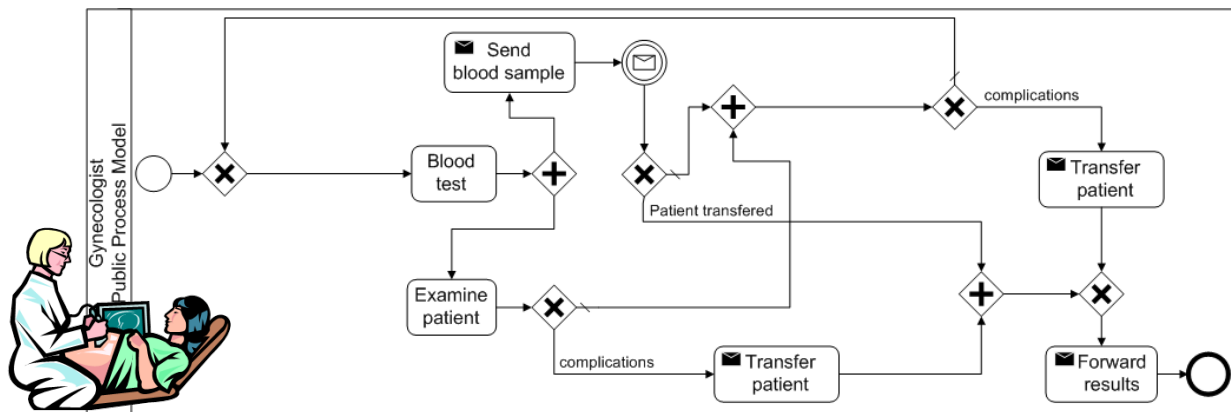 Gynecologist
Public Process Model
Send
blood sample
complications
Blood
test
Transfer
patient
Patient transfered
Examine
patient
complications
Transfer
patient
Forward
results